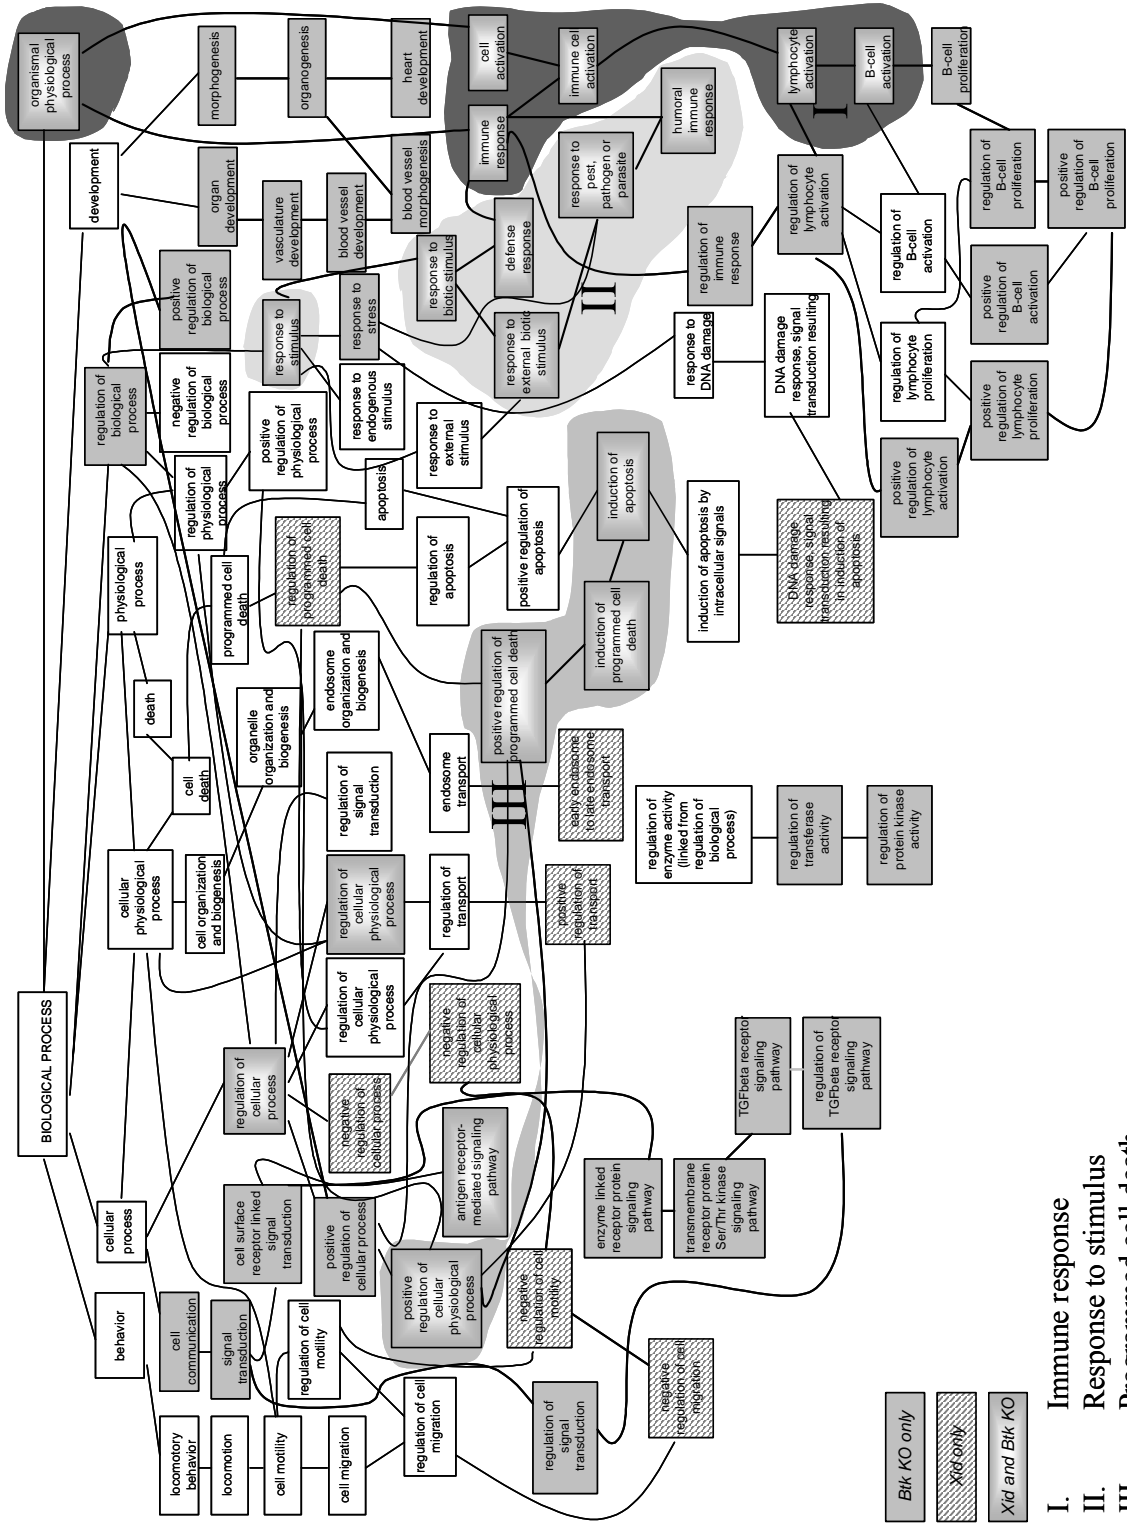 BIOLOGICAL PROCESS
organismal
physiological
process
behavior
cellular
process
cellular
physiological
process
death
physiological
process
regulation of
biological
process
development
locomotory
behavior
cell
communication
cell organization
and biogenesis
cell
death
regulation of
physiological
process
negative
regulation of
biological
process
positive
regulation of
biological
process
organ
development
morphogenesis
locomotion
signal
transduction
cell surface
receptor linked
signal
transduction
regulation of
cellular
process
organelle
organization and
biogenesis
programmed cell
death
positive
regulation of
physiological
process
response to
stimulus
vasculature
development
organogenesis
cell motility
regulation of cell
motility
positive
regulation of
cellular process
negative
regulation of
cellular process
regulation of
cellular
physiological
process
regulation of
cellular
physiological
process
regulation of
signal
transduction
endosome
organization and
biogenesis
regulation of
programmed cell
death
apoptosis
response to
endogenous
stimulus
response to
stress
blood vessel
development
blood vessel
morphogenesis
heart
development
cell migration
regulation of cell
migration
positive
regulation of
cellular
physiological
process
antigen receptor-
mediated signaling
pathway
negative
regulation of
cellular
physiological
process
regulation of
transport
endosome
transport
regulation of
apoptosis
response to
external
stimulus
response to
biotic stimulus
immune
response
cell
activation
regulation of
signal
transduction
negative
regulation of cell
motility
positive
regulation of
transport
III
early endosome
to late endosome
transport
positive regulation of
programmed cell death
positive regulation of
apoptosis
response to
external biotic
stimulus
defense
response
response to
pest,
pathogen or
parasite
immune cell
activation
negative
regulation of cell
migration
enzyme linked
receptor protein
signaling
pathway
induction of
programmed cell
death
induction of
apoptosis
II
humoral
immune
response
transmembrane
receptor protein
Ser/Thr kinase
signaling
pathway
TGFbeta receptor
signaling
pathway
regulation of
enzyme activity
(linked from
regulation of
biological
process)
induction of apoptosis by
intracellular signals
response to
DNA damage
regulation of
immune
response
regulation of
TGFbeta receptor
signaling
pathway
regulation of
transferase
activity
DNA damage
response, signal
transduction resulting
in induction of
apoptosis
DNA damage
response, signal
transduction resulting
regulation of
lymphocyte
activation
I
lymphocyte
activation
regulation of
protein kinase
activity
positive
regulation of
lymphocyte
activation
regulation of
lymphocyte
proliferation
regulation of
B-cell
activation
B-cell
activation
positive
regulation of
lymphocyte
proliferation
positive
regulation of
B-cell
activation
regulation of
B-cell
proliferation
B-cell
proliferation
positive
regulation of
B-cell
proliferation
Btk KO only
Xid only
Xid and Btk KO
I. Immune response
II. Response to stimulus
III. Programmed cell death